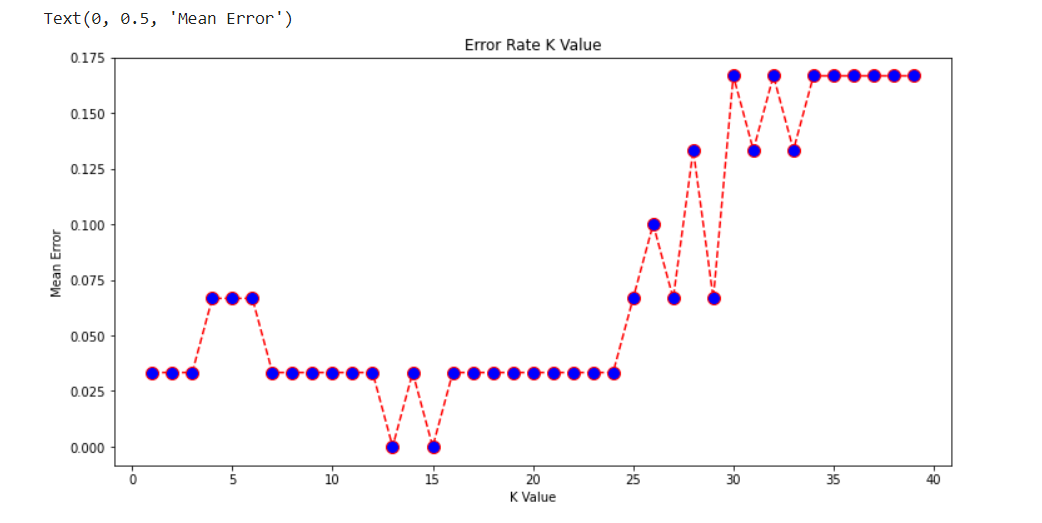 Text(0, 0.5, 'Mean Error')
Error Rate K Value
0.175
0.150
0.125
0.100
0.075
0.050
0.025
0.000
Mean Error
0 5 10 15 20 25 30 35 40
K Value